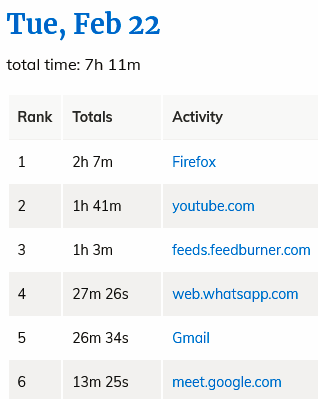 Tue, Feb 22
total time: 7h 11m
Rank Totals Activity
1 2h 7m Firefox
2 1h 41m youtube.com
3 1h 3m feeds.feedburner.com
4 27m 26s web.whatsapp.com
5 26m 34s Gmail
6 13m 25s meet.google.com